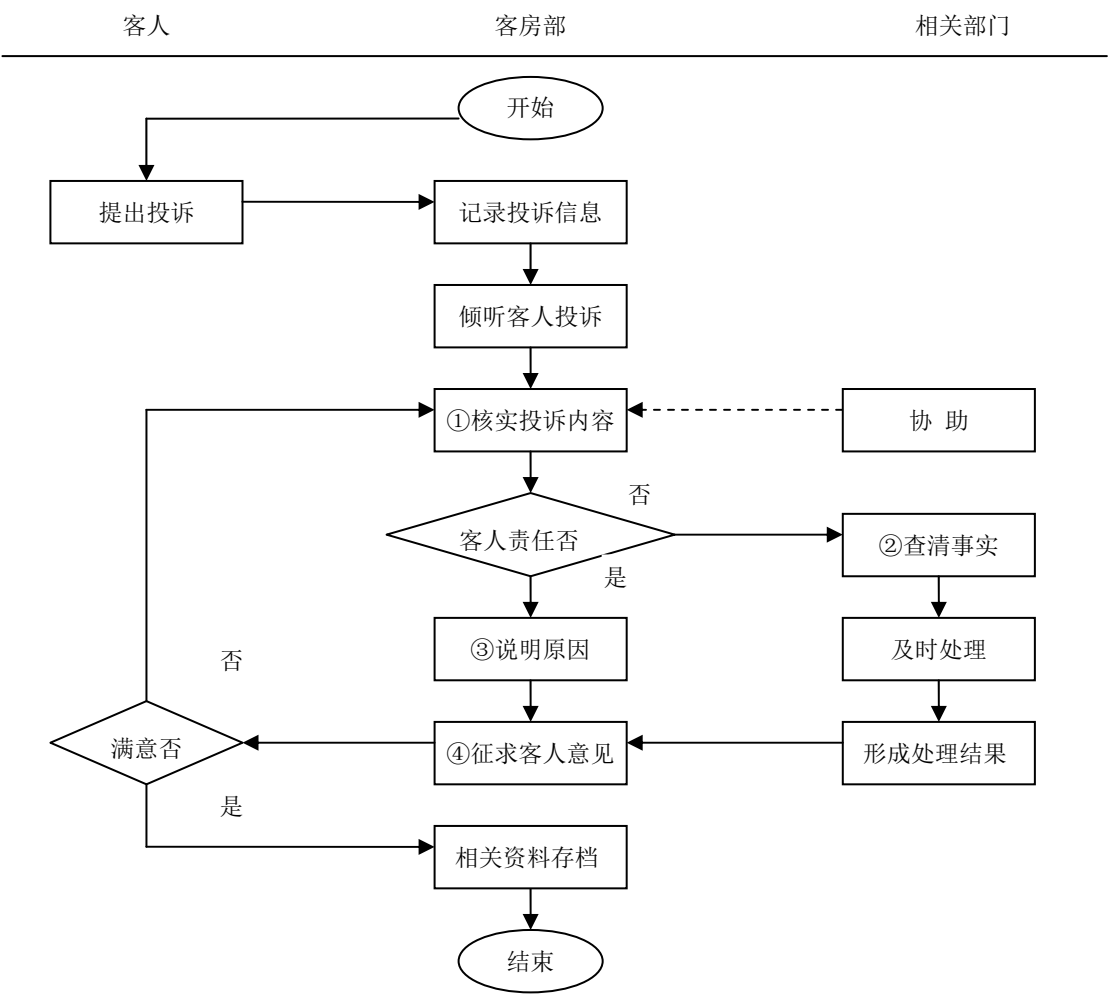 客人 客房部 相关部门
开始
提出投诉 记录投诉信息
倾听客人投诉
①核实投诉内容 协 助
否
客人责任否 ②查清事实
是
③说明原因 及时处理
否
满意否 ④征求客人意见 形成处理结果
是
相关资料存档
结束